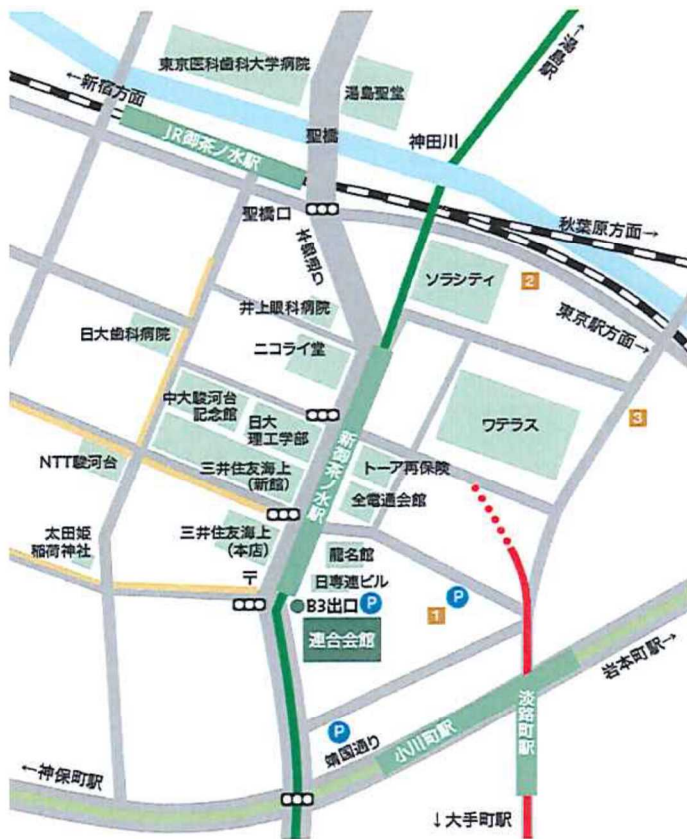 東京医科歯科大学病院
湯島聖堂
←湯島駅
←新宿方面
JR御茶ノ水駅
聖橋
神田川
聖橋口
秋葉原方面→
ソラシティ
2
東京駅方面→
井上眼科病院
日大歯科病院
ニコライ堂
3
中大駿河台
記念館
日大
理工学部
ワテラス
新御茶ノ水駅
トーア再保険
NTT駿河台
三井住友海上
(新館)
全電通会館
太田姫
稲荷神社
三井住友海上
(本店)
龍名館
〒
日専連ビル
B3出口
P
P
1
連合会館
岩本町駅→
淡路町駅
P
靖国通り
小川町駅
←神保町駅
↓大手町駅